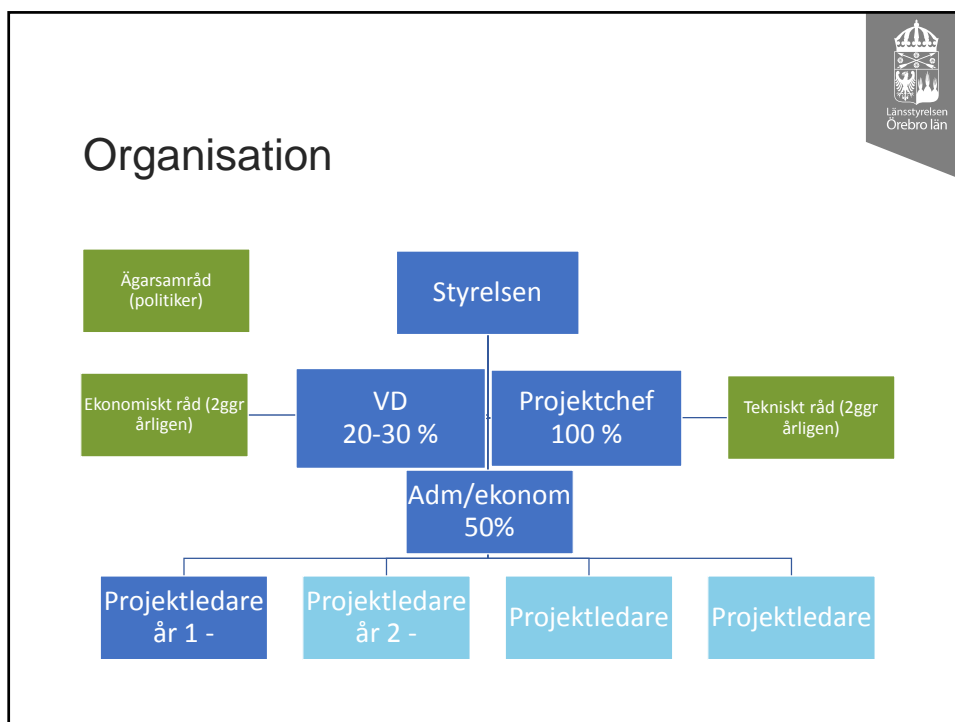 Länsstyrelsen
Örebro län
Organisation
Ägarsamråd
(politiker)
Styrelsen
Ekonomiskt råd (2ggr
årligen)
VD
20-30 %
Projektchef
100 %
Tekniskt råd (2ggr
årligen)
Adm/ekonom
50%
Projektledare
år 1 -
Projektledare
år 2 -
Projektledare
Projektledare